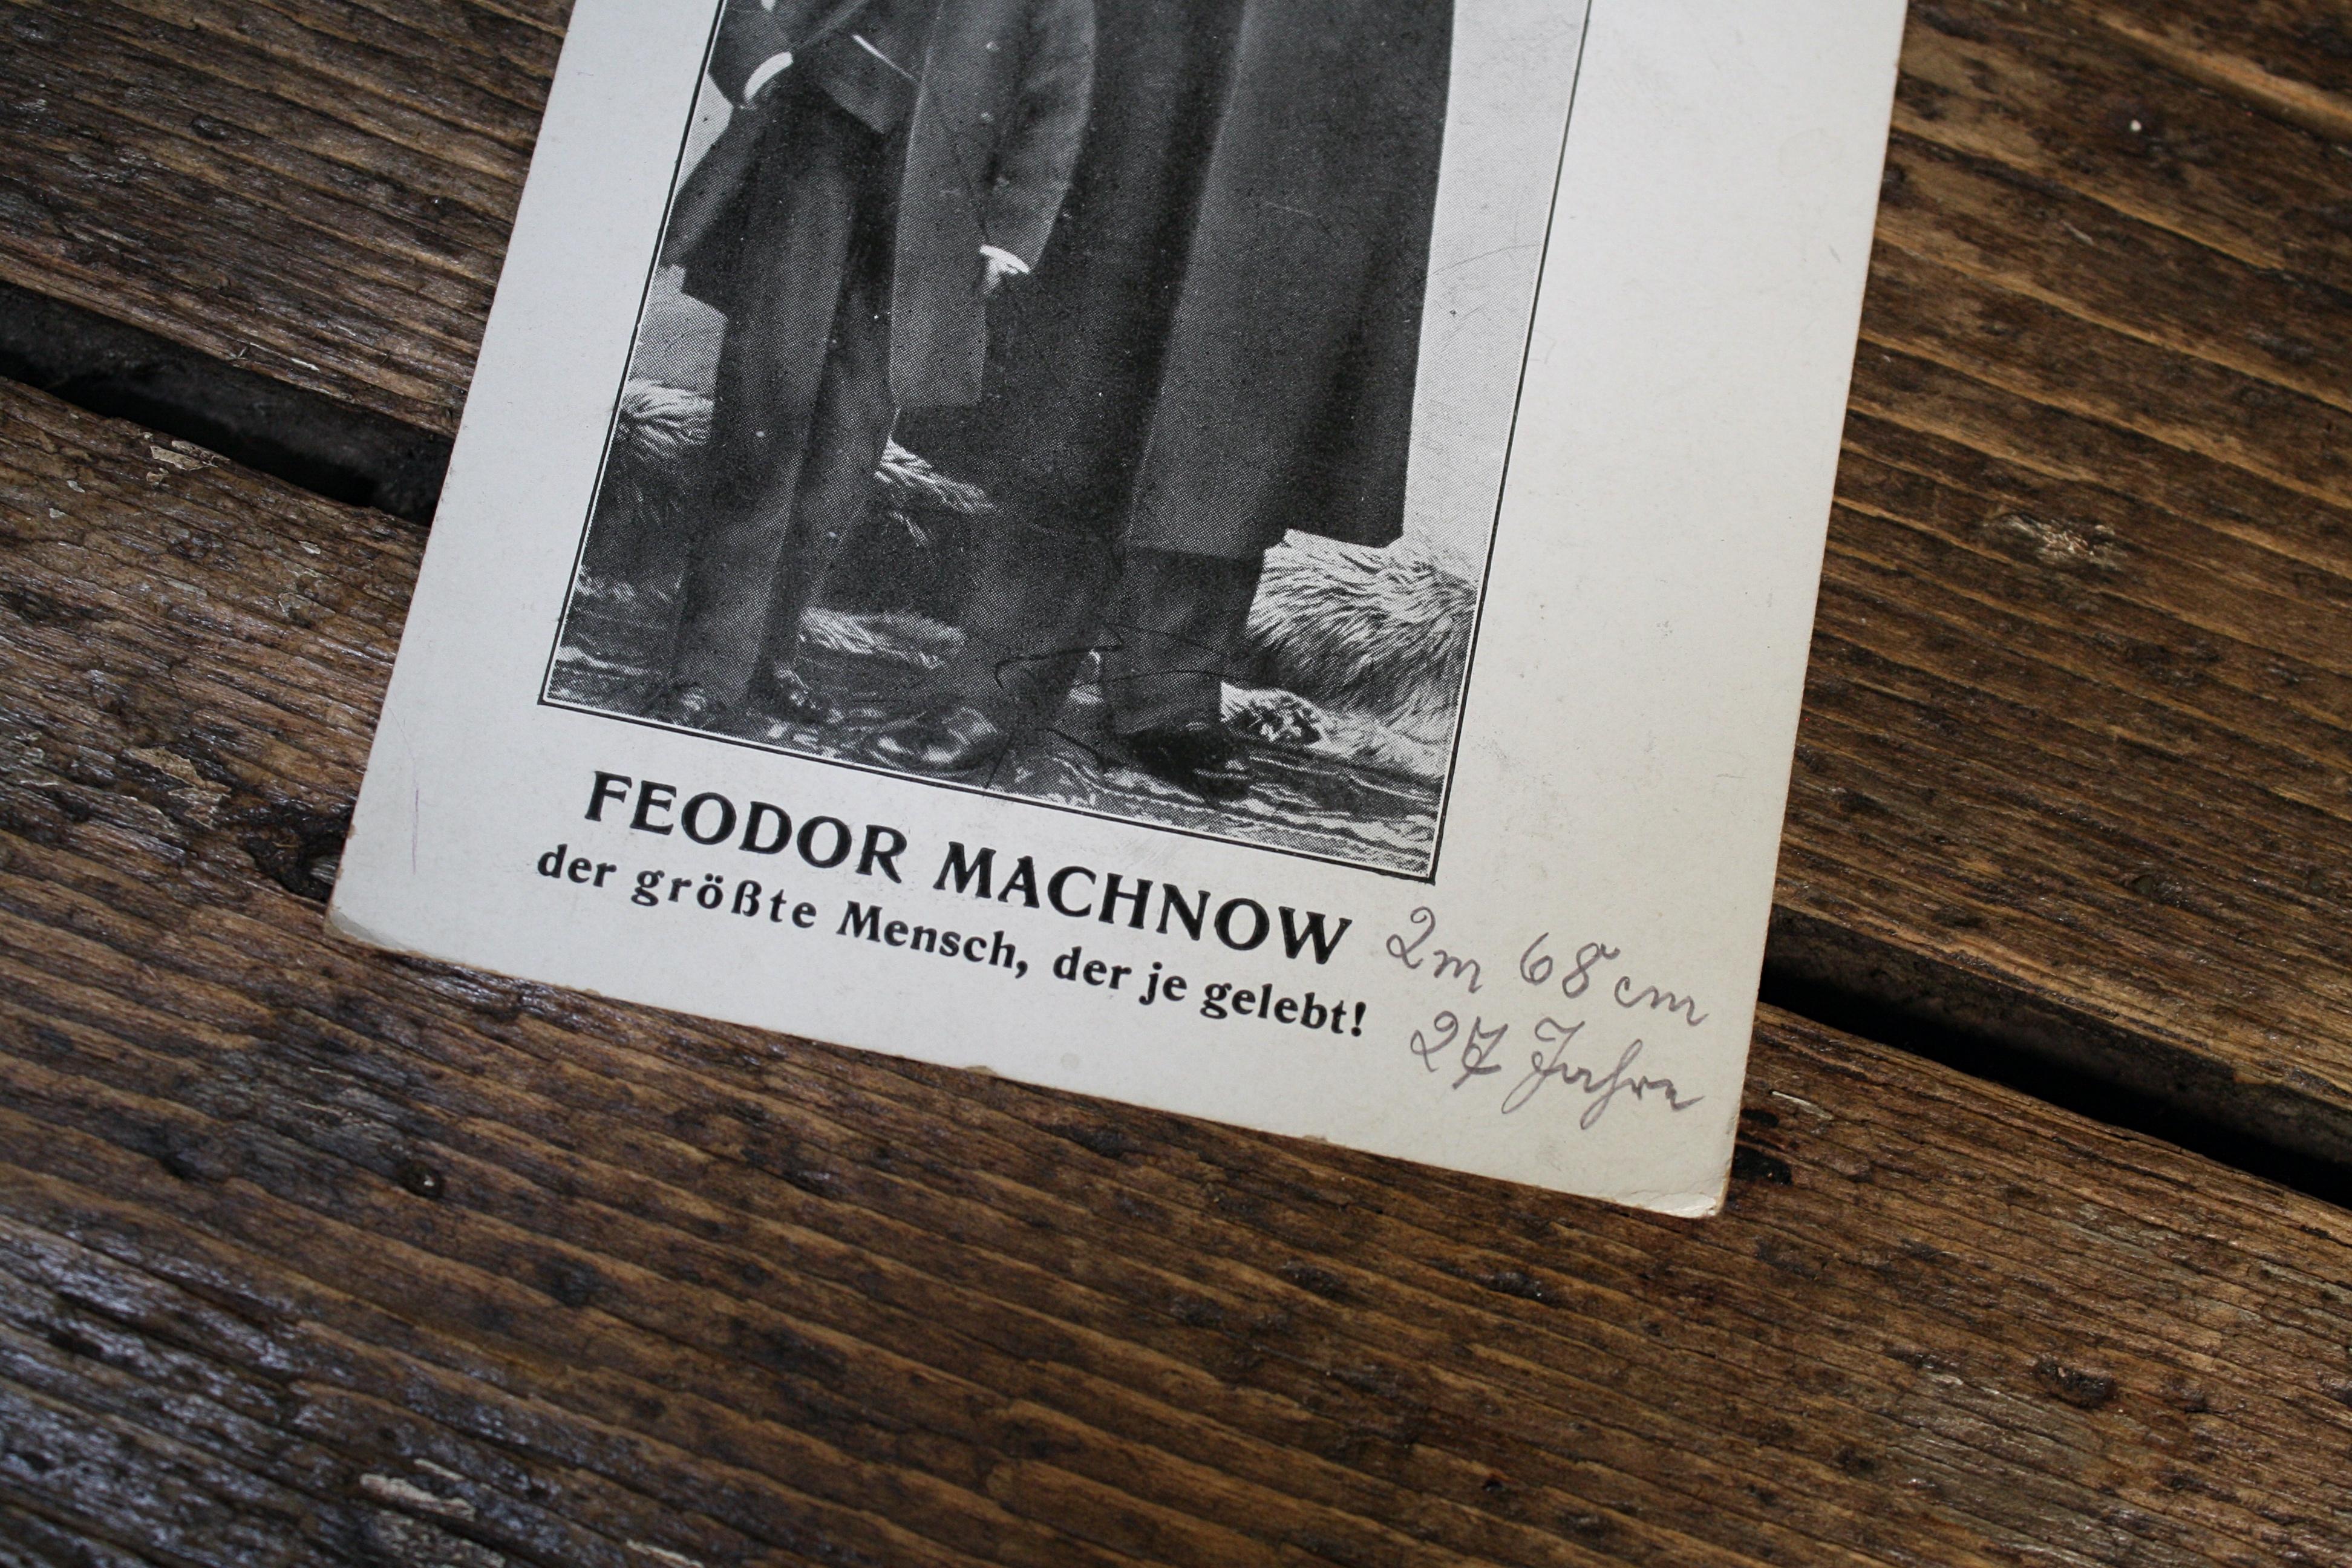 FEODOR MACHNOW
der größte Mensch, der je gelebt!
2m 68 cm
27 Jahre